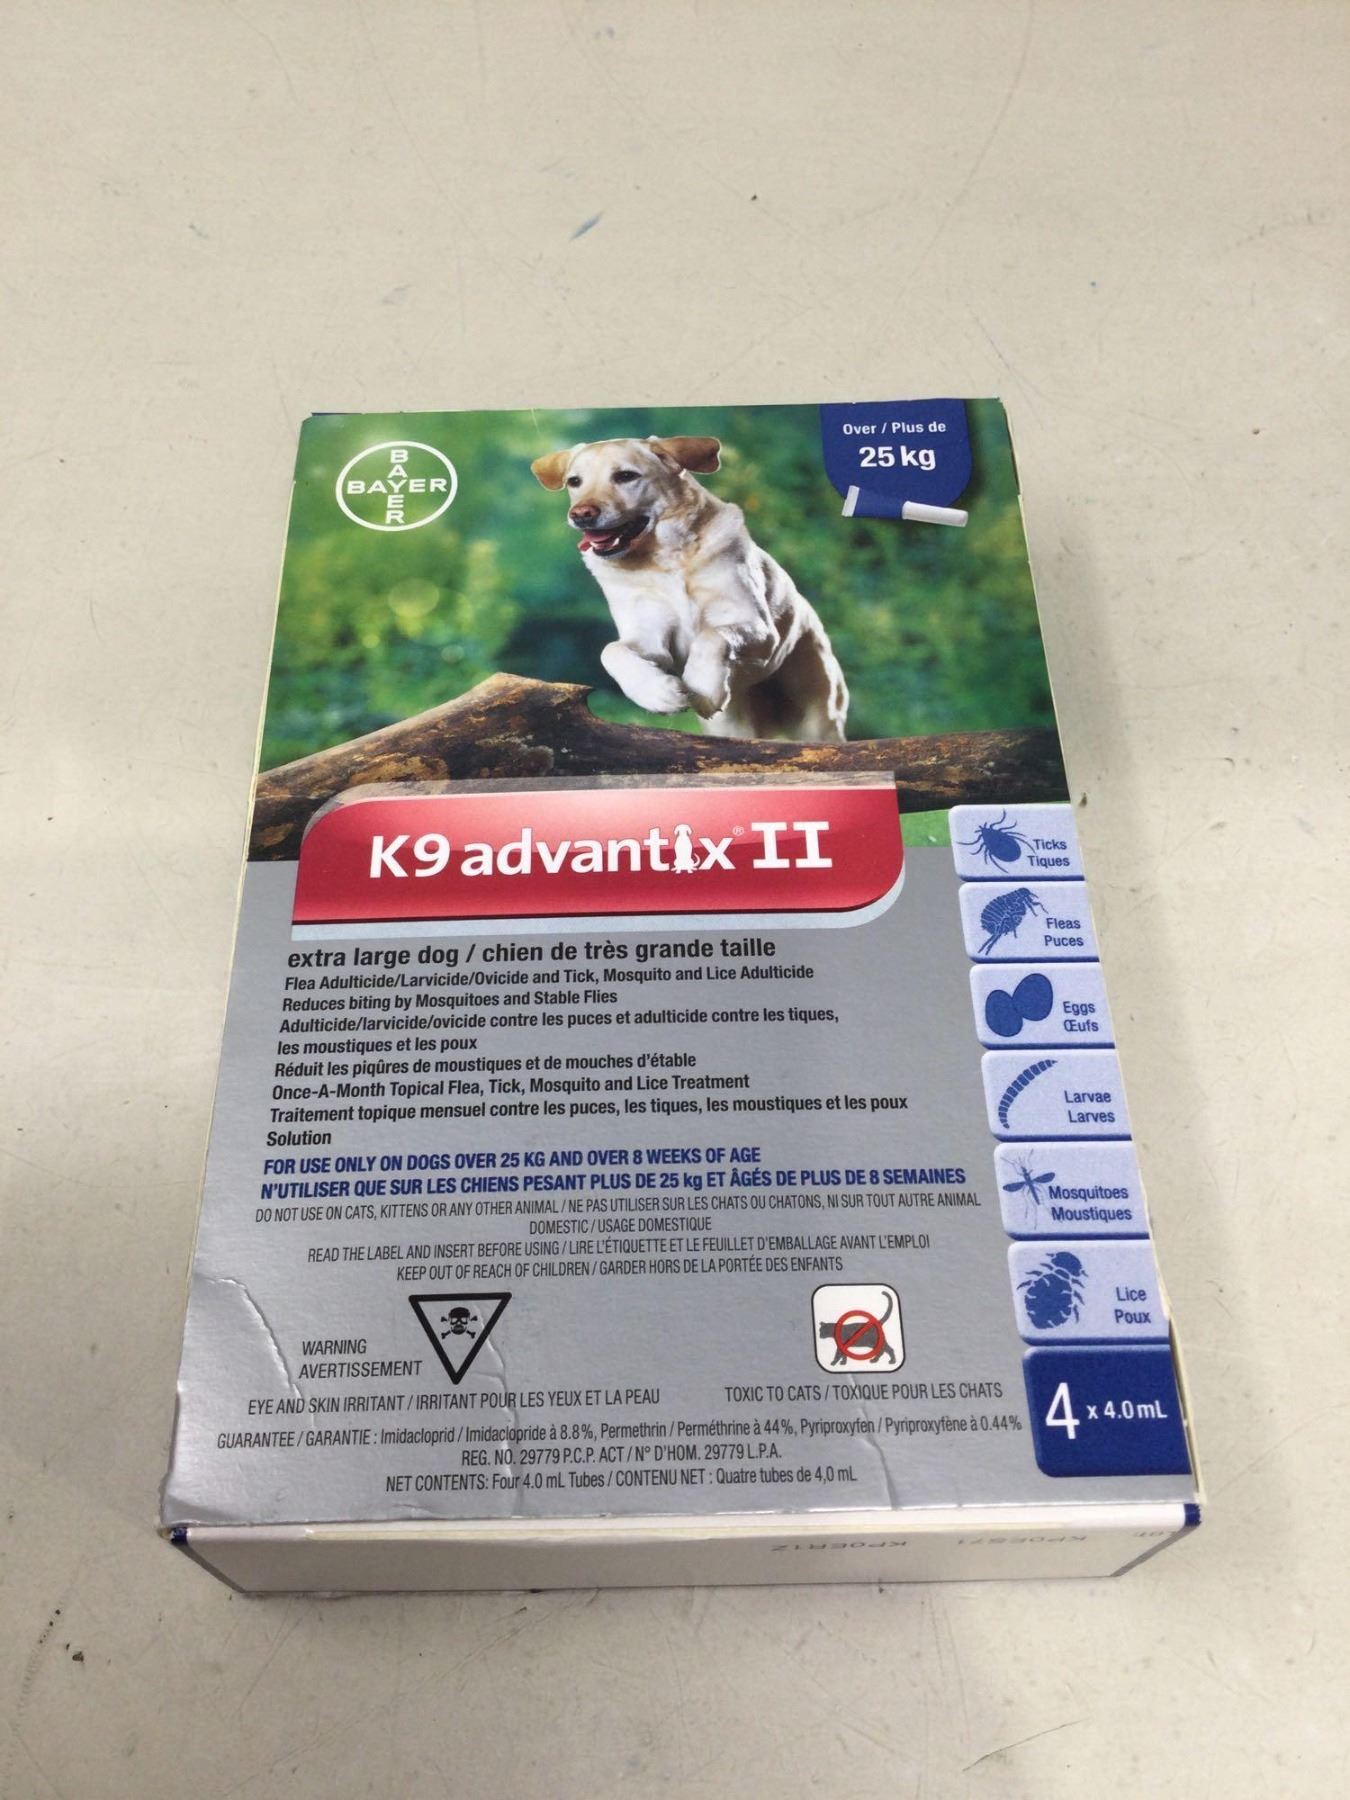 BAYER
BAYER
Over / Plus de
25 kg
K9 advantix® II
Ticks
Tiques
Fleas
Puces
Eggs
Œufs
Larvae
Larves
Mosquitoes
Moustiques
Lice
Poux
4 x 4.0 mL
extra large dog / chien de très grande taille
Flea Adulticide/Larvicide/Ovicide and Tick, Mosquito and Lice Adulticide
Reduces biting by Mosquitoes and Stable Flies
Adulticide/larvicide/ovicide contre les puces et adulticide contre les tiques,
les moustiques et les poux
Réduit les piqûres de moustiques et de mouches d'étable
Once-A-Month Topical Flea, Tick, Mosquito and Lice Treatment
Traitement topique mensuel contre les puces, les tiques, les moustiques et les poux
Solution
FOR USE ONLY ON DOGS OVER 25 KG AND OVER 8 WEEKS OF AGE
N'UTILISER QUE SUR LES CHIENS PESANT PLUS DE 25 kg ET ÂGÉS DE PLUS DE 8 SEMAINES
DO NOT USE ON CATS, KITTENS OR ANY OTHER ANIMAL / NE PAS UTILISER SUR LES CHATS OU CHATONS, NI SUR TOUT AUTRE ANIMAL
DOMESTIC / USAGE DOMESTIQUE
READ THE LABEL AND INSERT BEFORE USING / LIRE L'ÉTIQUETTE ET LE FEUILLET D'EMBALLAGE AVANT L'EMPLOI
KEEP OUT OF REACH OF CHILDREN / GARDER HORS DE LA PORTÉE DES ENFANTS
WARNING
AVERTISSEMENT
EYE AND SKIN IRRITANT / IRRITANT POUR LES YEUX ET LA PEAU
TOXIC TO CATS / TOXIQUE POUR LES CHATS
GUARANTEE / GARANTIE : Imidacloprid / Imidaclopride à 8.8%, Permethrin / Perméthrine à 44%, Pyriproxyfen / Pyriproxyfène à 0.44%
REG. NO. 29779 P.C.P. ACT / N° D'HOM. 29779 L.P.A.
NET CONTENTS: Four 4.0 mL Tubes / CONTENU NET : Quatre tubes de 4,0 mL